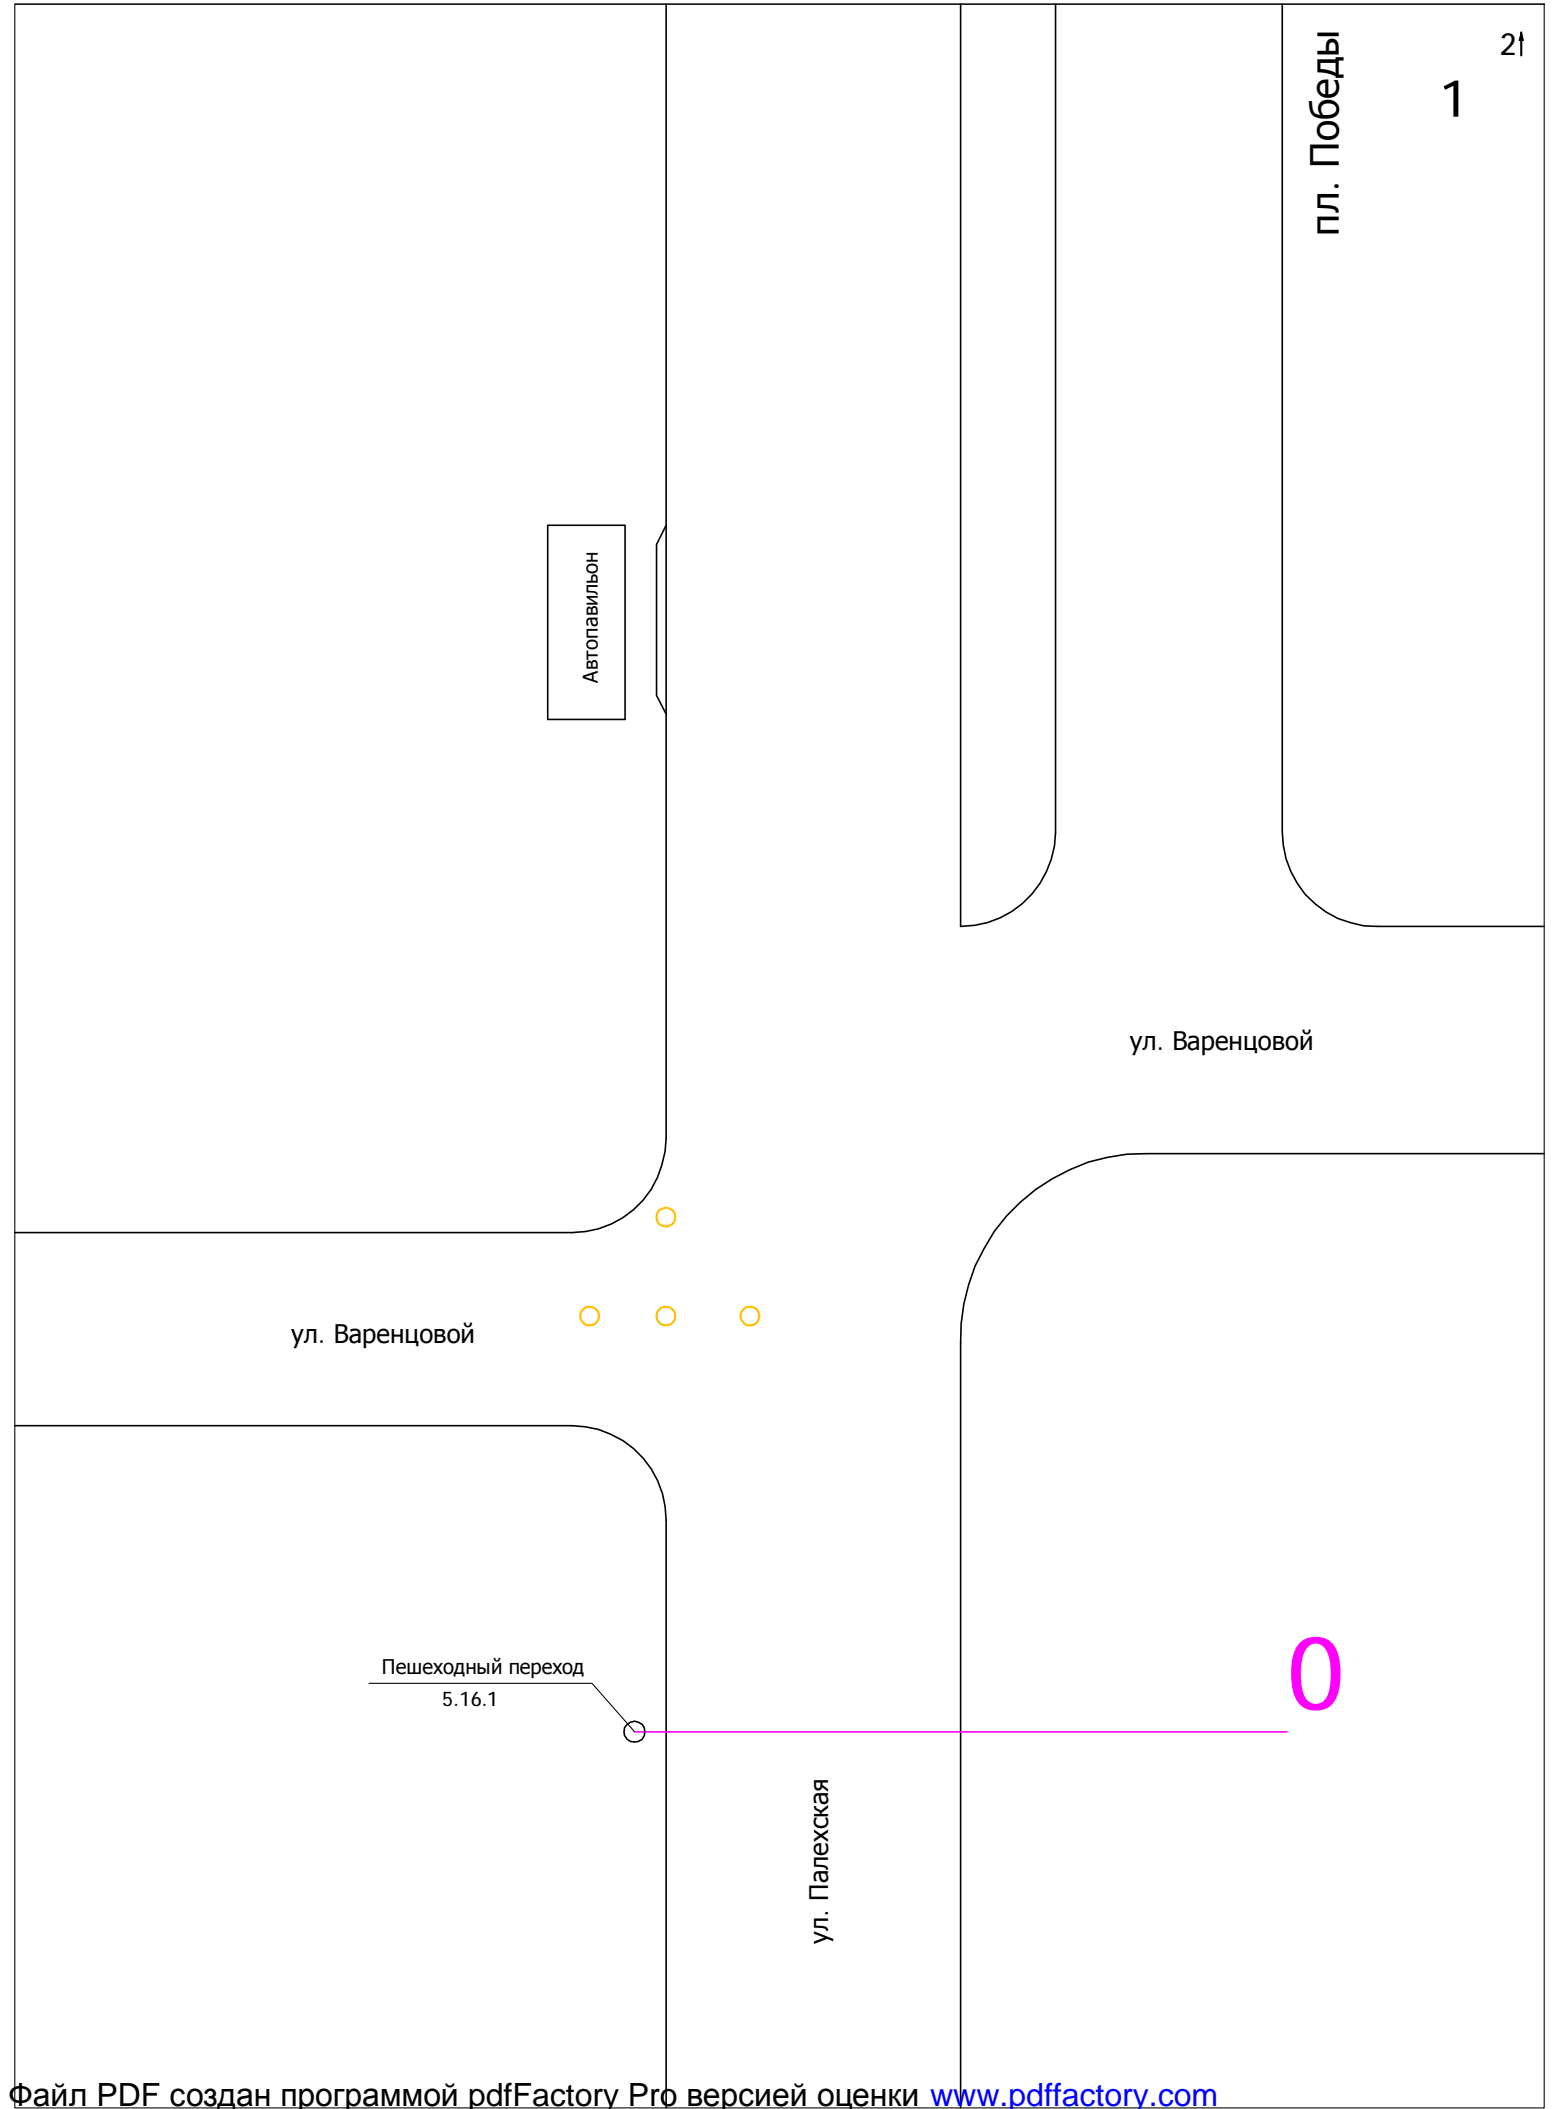 2
пл. Победы
1
Автопавильон
ул. Варенцовой
ул. Варенцовой
Пешеходный переход
5.16.1
0
ул. Палехская
Файл PDF создан программой pdfFactory Pro версией оценки www.pdffactory.com